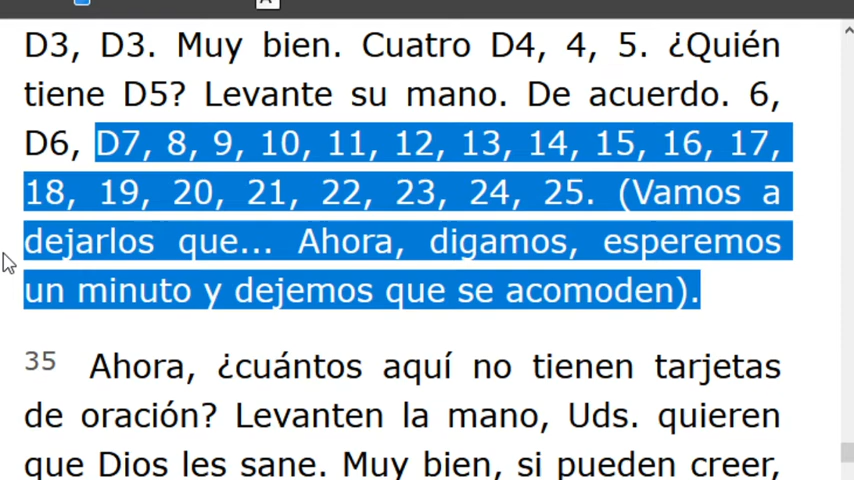 D3, D3. Muy bien. Cuatro D4, 4, 5. ¿Quién
tiene D5? Levante su mano. De acuerdo. 6,
D6, D7, 8, 9, 10, 11, 12, 13, 14, 15, 16, 17,
18, 19, 20, 21, 22, 23, 24, 25. (Vamos a
dejarlos que... Ahora, digamos, esperemos
un minuto y dejemos que se acomoden).
35 Ahora, ¿cuántos aquí no tienen tarjetas
de oración? Levanten la mano, Uds. quieren
que Dios les sane. Muy bien, si pueden creer,